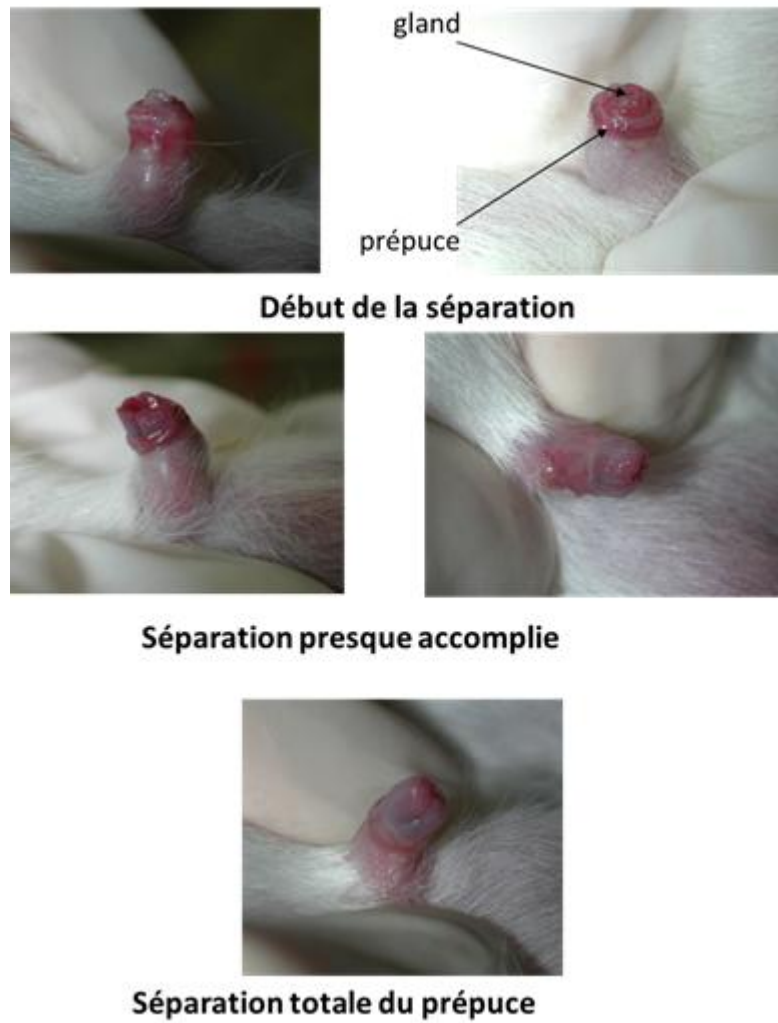 gland
prépuce
Début de la séparation
Séparation presque accomplie
Séparation totale du prépuce